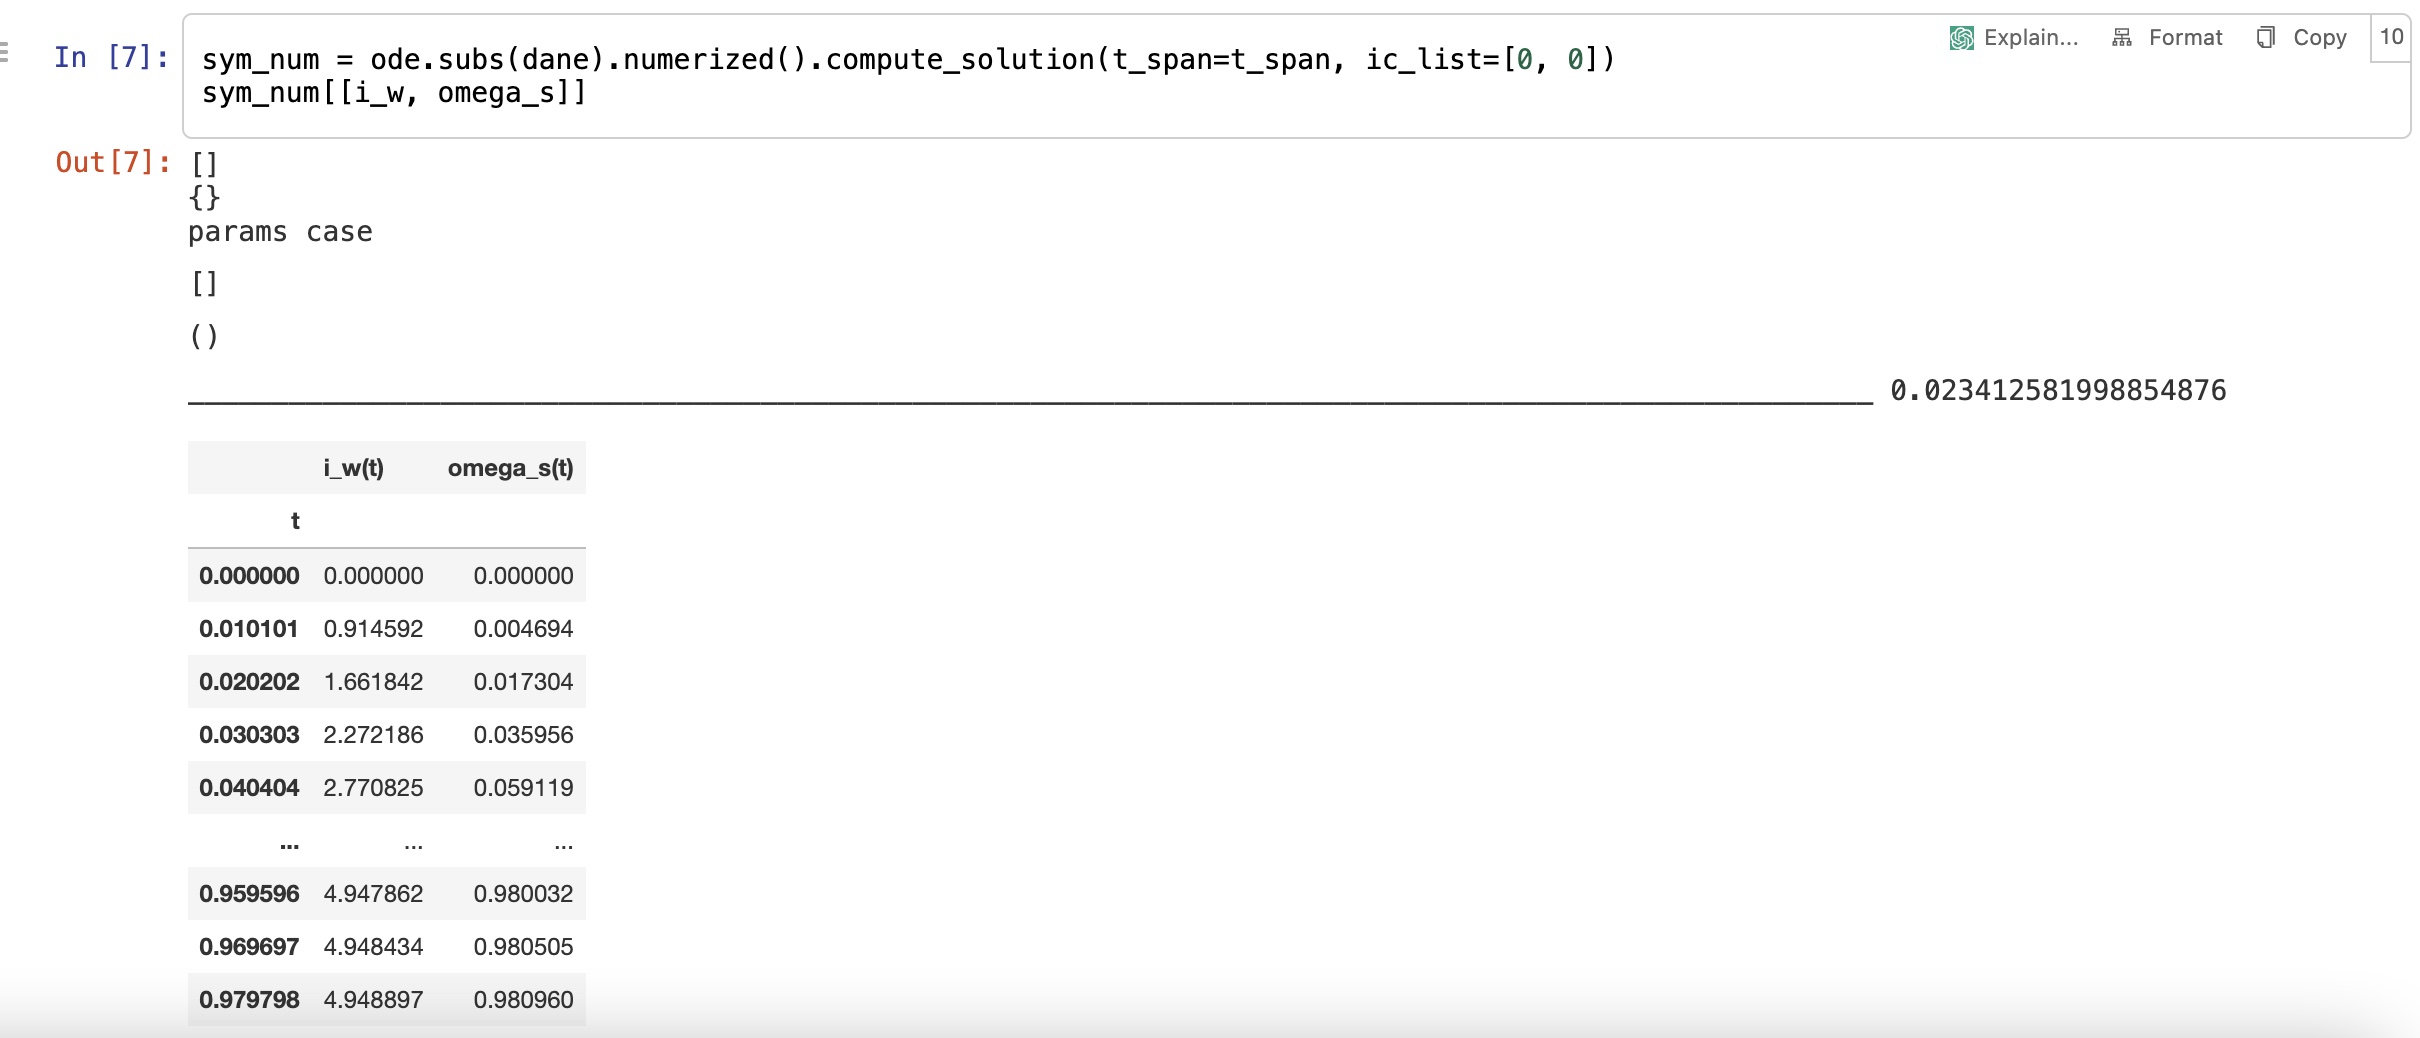 In [7]:
Explain... Format Copy 10
sym_num = ode.subs(dane).numerized().compute_solution(t_span=t_span, ic_list=[0, 0])
sym_num[[i_w, omega_s]]
Out[7]: []
{}
params case
[]
()
____________________________________________________________________________________________________ 0.023412581998854876
i_w(t) omega_s(t)
t
0.000000 0.000000 0.000000
0.010101 0.914592 0.004694
0.020202 1.661842 0.017304
0.030303 2.272186 0.035956
0.040404 2.770825 0.059119
... ... ...
0.959596 4.947862 0.980032
0.969697 4.948434 0.980505
0.979798 4.948897 0.980960